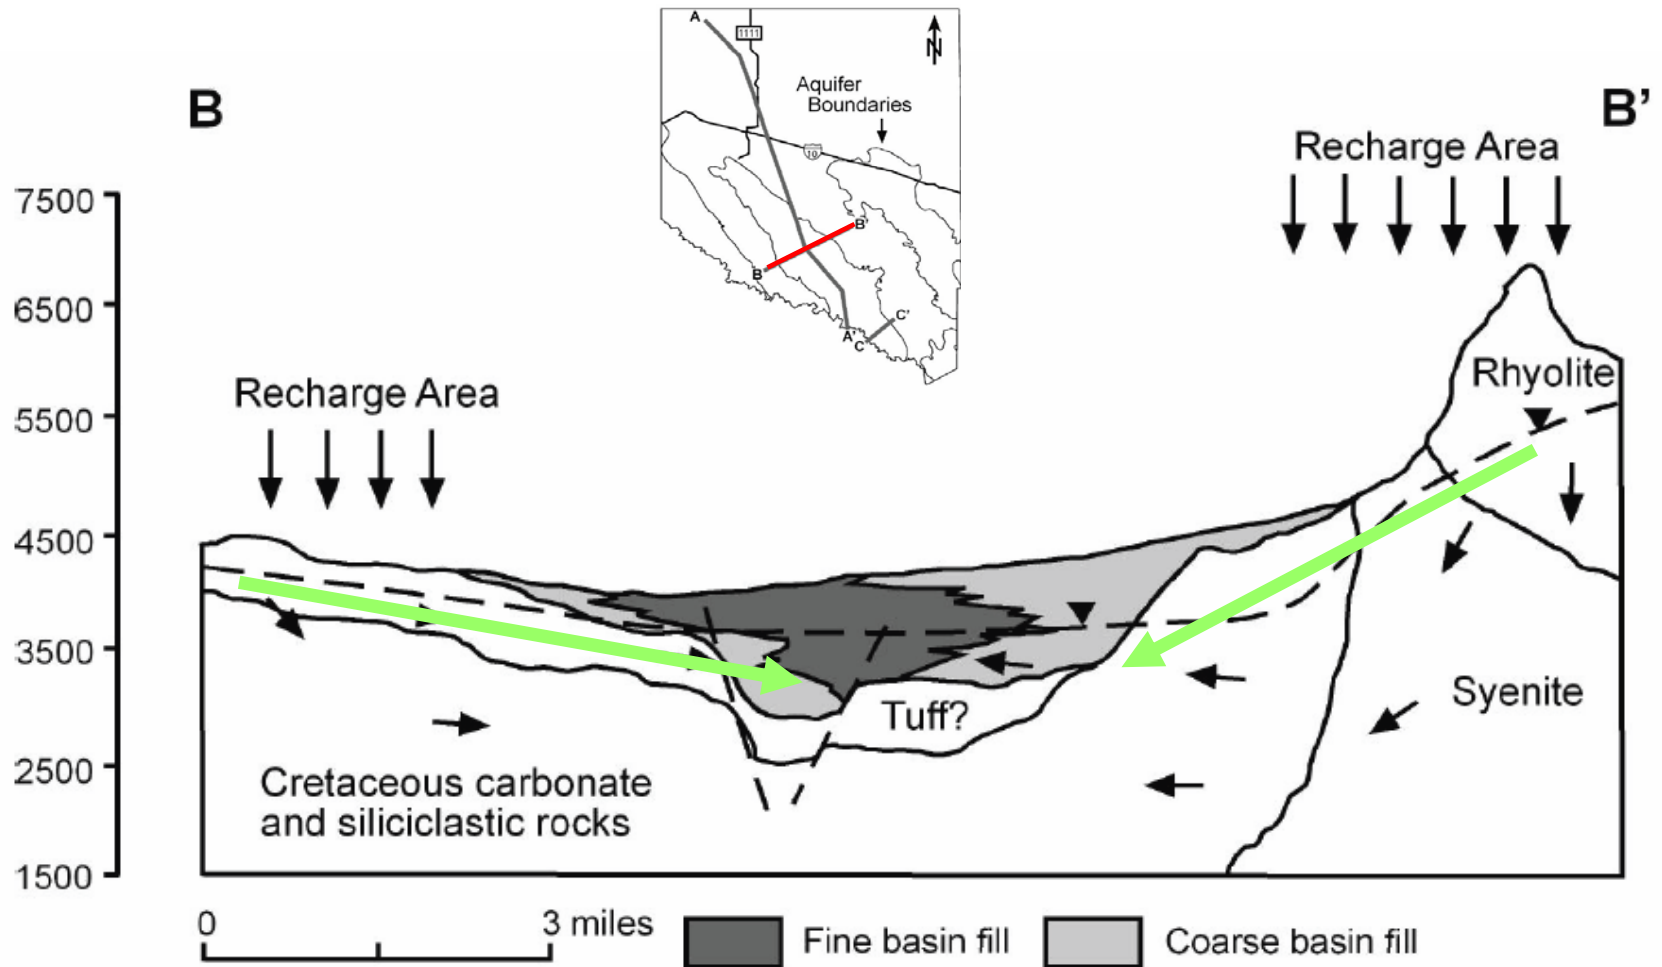 A
1111
N
Aquifer
Boundaries
10
B'
B
A'
C'
C
B
B’
Recharge Area
Recharge Area
7500
6500
5500
4500
3500
2500
1500
Rhyolite
Syenite
Tuff?
Cretaceous carbonate
and siliciclastic rocks
0
3 miles
Fine basin fill
Coarse basin fill